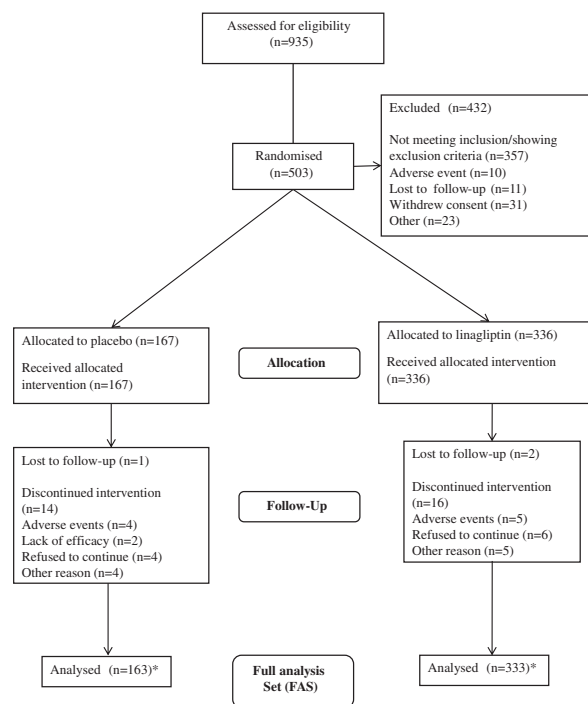 Assessed for eligibility
(n=935)
Excluded (n=432)
Not meeting inclusion/showing
exclusion criteria (n=357)
Adverse event (n=10)
Lost to follow-up (n=11)
Withdrew consent (n=31)
Other (n=23)
Randomised
(n=503)
Allocated to placebo (n=167)
Received allocated
intervention (n=167)
Allocation
Allocated to linagliptin (n=336)
Received allocated intervention
(n=336)
Lost to follow-up (n=1)
Discontinued intervention
(n=14)
Adverse events (n=4)
Lack of efficacy (n=2)
Refused to continue (n=4)
Other reason (n=4)
Follow-Up
Lost to follow-up (n=2)
Discontinued intervention
(n=16)
Adverse events (n=5)
Refused to continue (n=6)
Other reason (n=5)
Analysed (n=163)*
Full analysis
Set (FAS)
Analysed (n=333)*